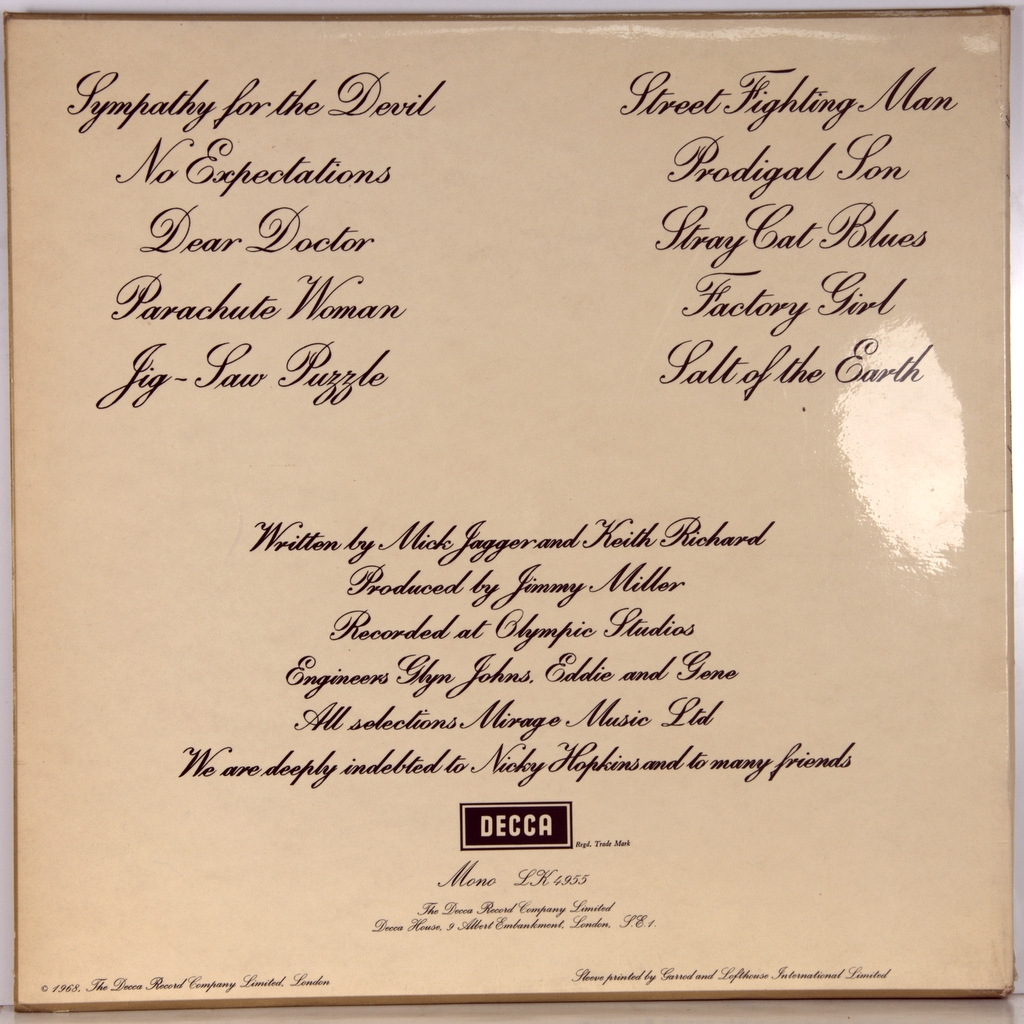 Sympathy for the Devil
No Expectations
Dear Doctor
Parachute Woman
Jig-Saw Puzzle
Street Fighting Man
Prodigal Son
Stray Cat Blues
Factory Girl
Salt of the Earth
Written by Mick Jagger and Keith Richard
Produced by Jimmy Miller
Recorded at Olympic Studios
Engineers Glyn Johns, Eddie and Gene
All selections Mirage Music Ltd
We are deeply indebted to Nicky Hopkins and to many friends
DECCA
Regd. Trade Mark
Mono LK 4955
The Decca Record Company Limited
Decca House, 9 Albert Embankment, London, S.E.1.
© 1968, The Decca Record Company Limited, London
Sleeve printed by Garrod and Lofthouse International Limited